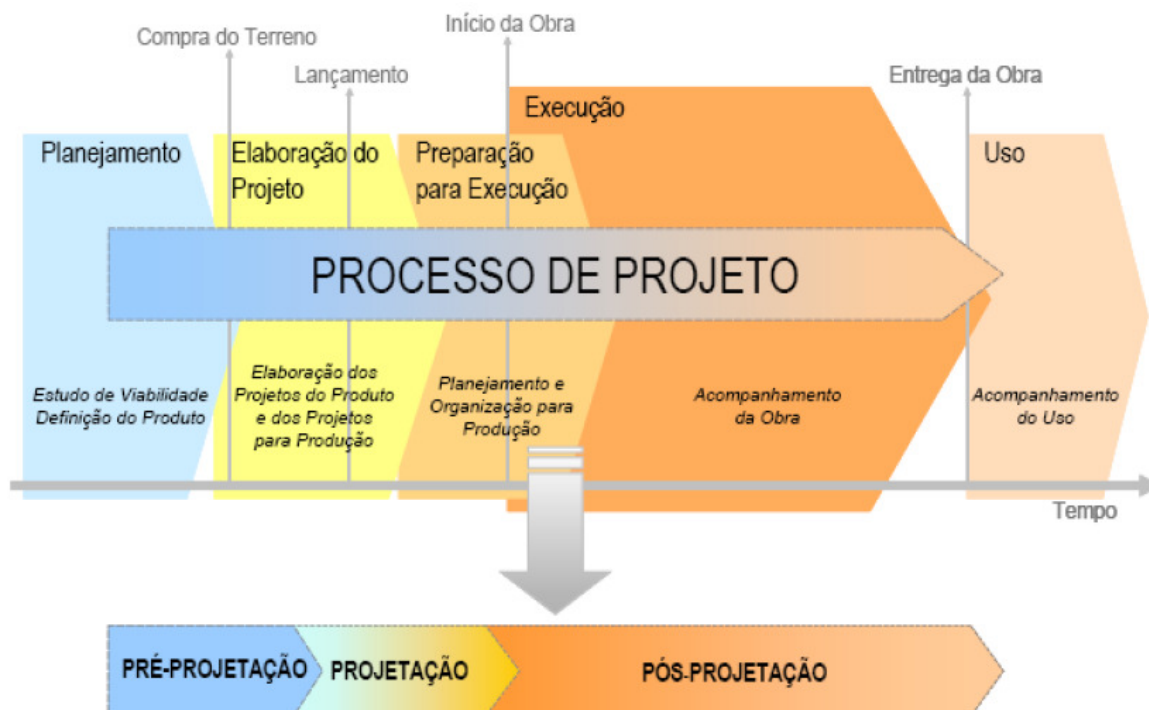 Compra do Terreno
Lançamento
Início da Obra
Entrega da Obra
Planejamento
Elaboração do
Projeto
Preparação
para Execução
Execução
Uso
PROCESSO DE PROJETO
Estudo de Viabilidade
Definição do Produto
Elaboração dos
Projetos do Produto
e dos Projetos
para Produção
Planejamento e
Organização para
Produção
Acompanhamento
da Obra
Acompanhamento
do Uso
Tempo
PRÉ-PROJETAÇÃO
PROJETAÇÃO
PÓS-PROJETAÇÃO